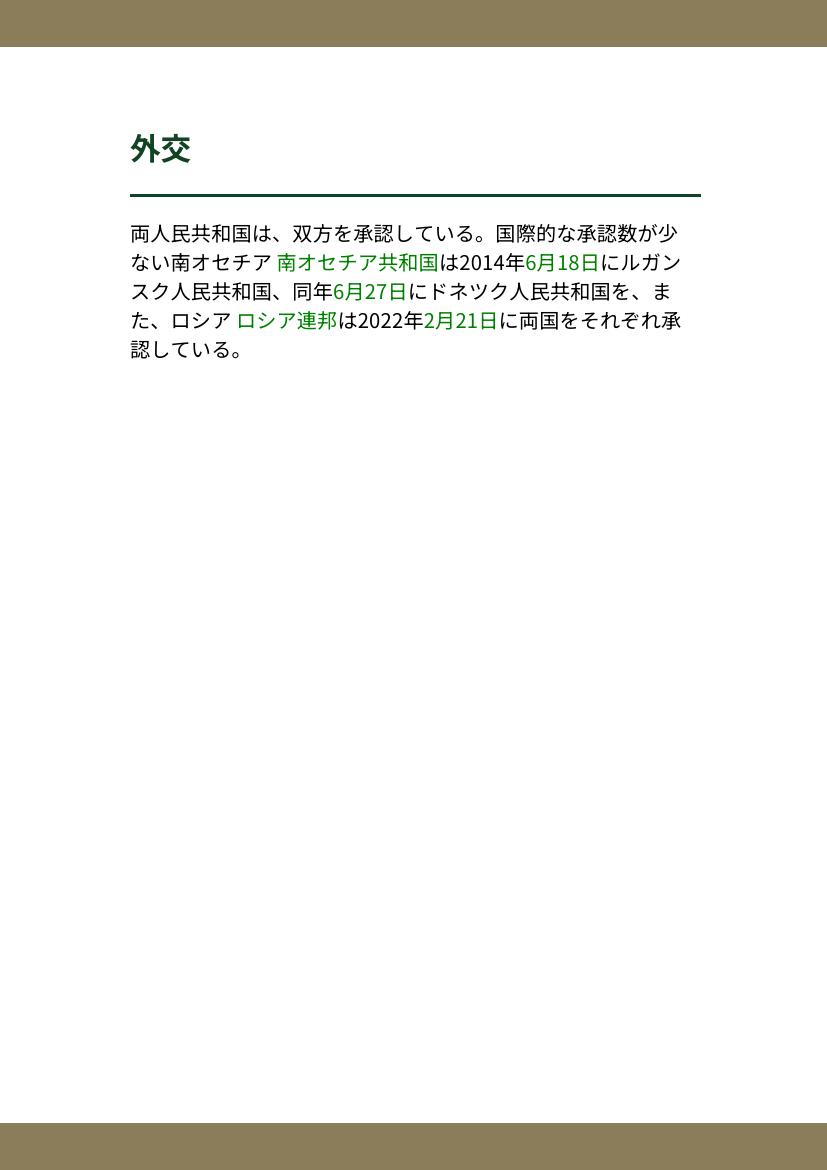 外交
両人民共和国は、双方を承認している。国際的な承認数が少
ない南オセチア 南オセチア共和国は2014年6月18日にルガン
スク人民共和国、同年6月27日にドネツク人民共和国を、ま
た、ロシア ロシア連邦は2022年2月21日に両国をそれぞれ承
認している。